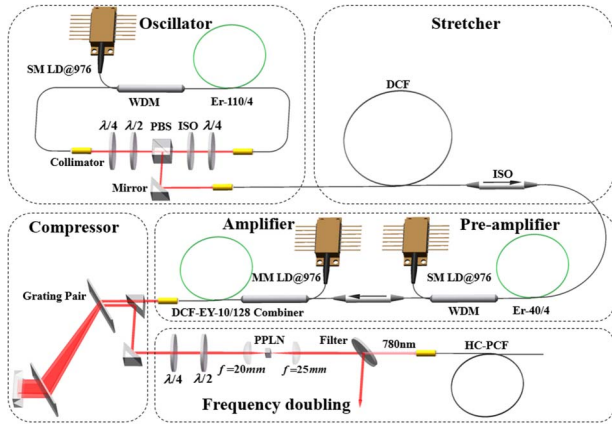 Oscillator
SM LD@976
WDM
Er-110/4
λ/4
λ/2
PBS
ISO
λ/4
Collimator
Mirror
Stretcher
DCF
ISO
Compressor
Grating Pair
Amplifier
MM LD@976
DCF-EY-10/128 Combiner
Pre-amplifier
SM LD@976
WDM
Er-40/4
λ/4
λ/2
f=20mm
PPLN
f=25mm
Filter
780nm
HC-PCF
Frequency doubling